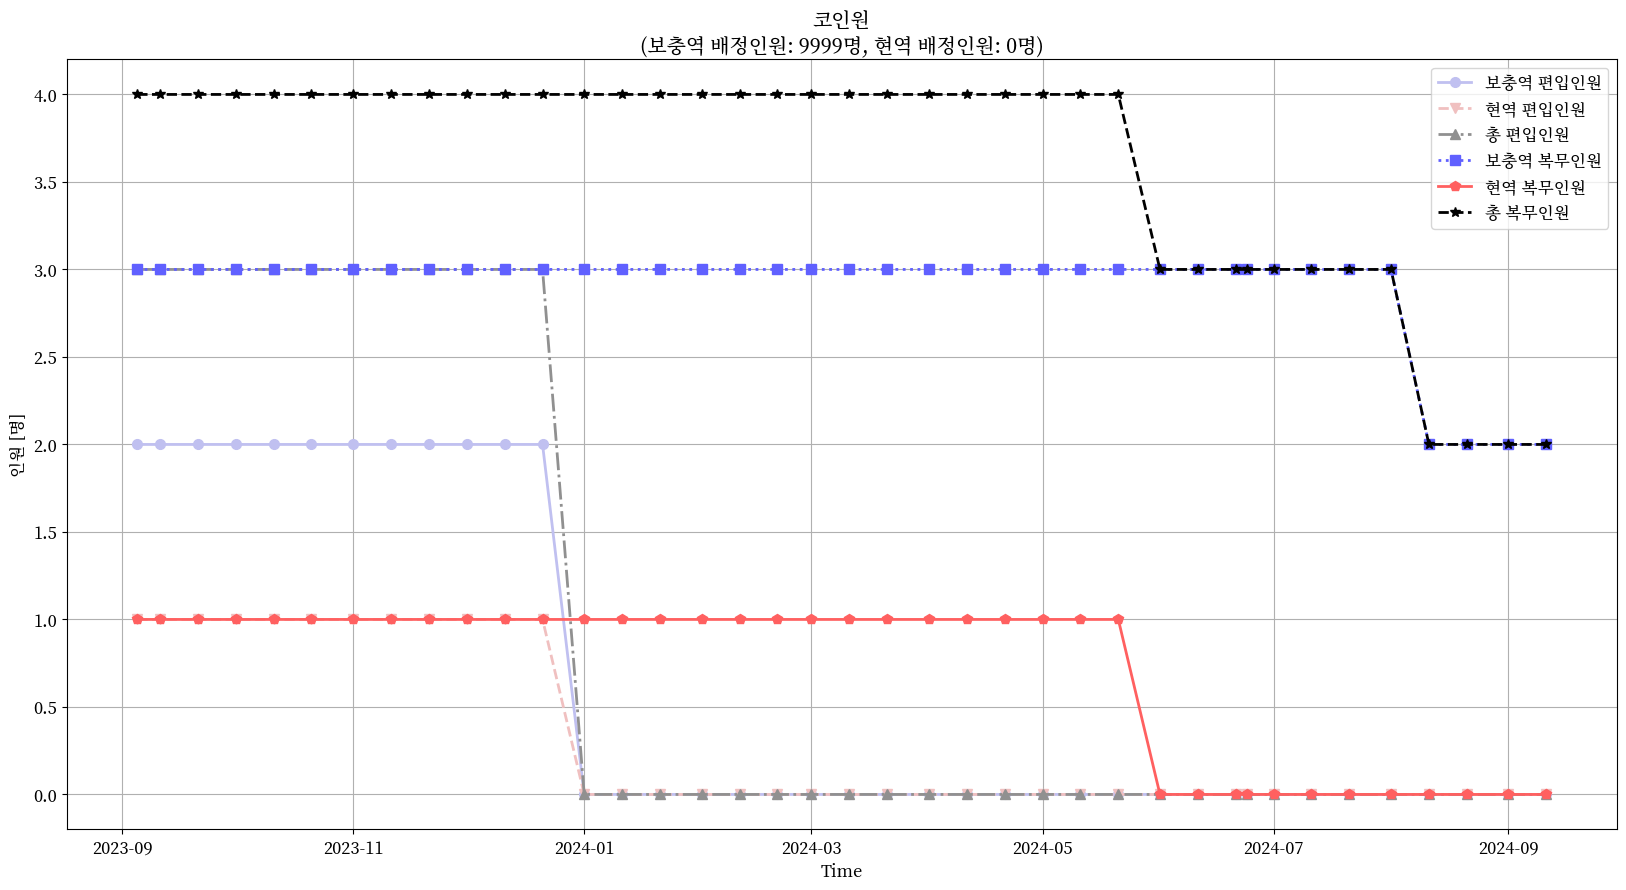 코인원
(보충역 배정인원: 9999명, 현역 배정인원: 0명)
보충역 편입인원
현역 편입인원
총 편입인원
보충역 복무인원
현역 복무인원
총 복무인원
인원 [명]
4.0
3.5
3.0
2.5
2.0
1.5
1.0
0.5
0.0
2023-09
2023-11
2024-01
2024-03
2024-05
2024-07
2024-09
Time